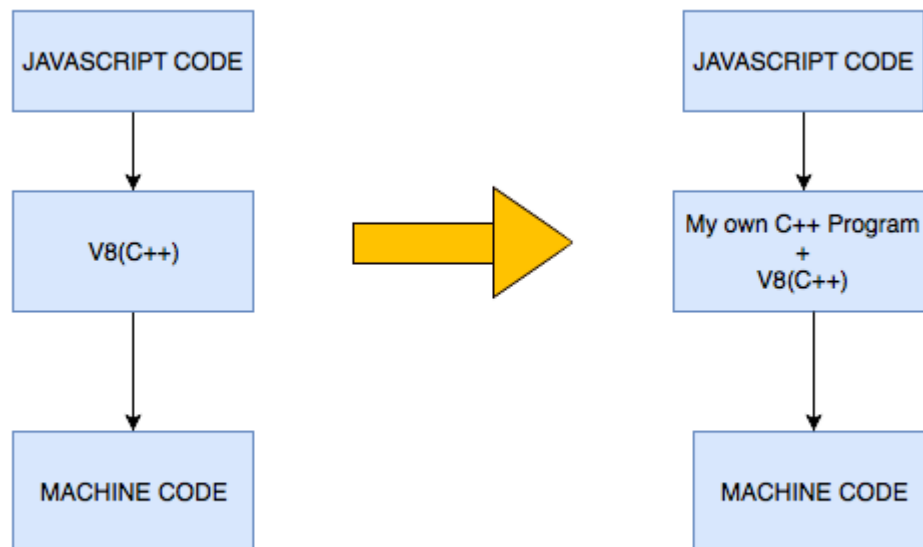 JAVASCRIPT CODE
V8(C++)
MACHINE CODE
JAVASCRIPT CODE
My own C++ Program
+
V8(C++)
MACHINE CODE